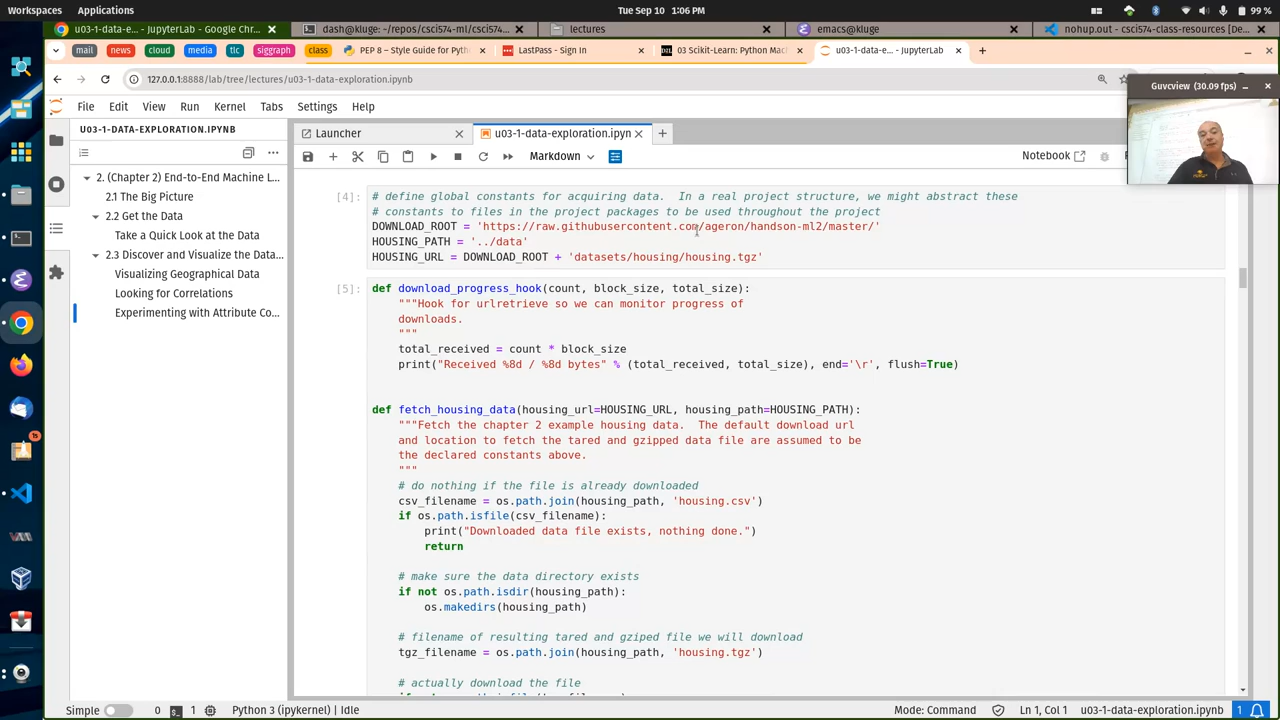 Workspaces
Applications
Tue Sep 10 1:06 PM
99 %
u03-1-data-e... - JupyterLab - Google Chr...
dash@kluge: ~/repos/csci574-ml/csci574...
lectures
emacs@kluge
nohup.out - csci574-class-resources [De...
mail
news
cloud
media
tlc
siggraph
class
PEP 8 – Style Guide for Pyth
LastPass - Sign In
03 Scikit-Learn: Python Mac
u03-1-data-e... - JupyterLab
127.0.0.1:8888/lab/tree/lectures/u03-1-data-exploration.ipynb
Guvcview (30.09 fps)
File
Edit
View
Run
Kernel
Tabs
Settings
Help
U03-1-DATA-EXPLORATION.IPYNB
Launcher
u03-1-data-exploration.ipyn
Markdown
Notebook
2. (Chapter 2) End-to-End Machine L...
2.1 The Big Picture
2.2 Get the Data
Take a Quick Look at the Data
2.3 Discover and Visualize the Data...
Visualizing Geographical Data
Looking for Correlations
Experimenting with Attribute Co...
[4]:
# define global constants for acquiring data.  In a real project structure, we might abstract these
# constants to files in the project packages to be used throughout the project
DOWNLOAD_ROOT = 'https://raw.githubusercontent.com/ageron/handson-ml2/master/'
HOUSING_PATH = '../data'
HOUSING_URL = DOWNLOAD_ROOT + 'datasets/housing/housing.tgz'
[5]:
def download_progress_hook(count, block_size, total_size):
"""Hook for urlretrieve so we can monitor progress of
downloads.
"""
total_received = count * block_size
print("Received %8d / %8d bytes" % (total_received, total_size), end='\r', flush=True)
def fetch_housing_data(housing_url=HOUSING_URL, housing_path=HOUSING_PATH):
"""Fetch the chapter 2 example housing data.  The default download url
and location to fetch the tared and gzipped data file are assumed to be
the declared constants above.
"""
# do nothing if the file is already downloaded
csv_filename = os.path.join(housing_path, 'housing.csv')
if os.path.isfile(csv_filename):
print("Downloaded data file exists, nothing done.")
return
# make sure the data directory exists
if not os.path.isdir(housing_path):
os.makedirs(housing_path)
# filename of resulting tared and gziped file we will download
tgz_filename = os.path.join(housing_path, 'housing.tgz')
# actually download the file
Simple
0
1
Python 3 (ipykernel) | Idle
Mode: Command
Ln 1, Col 1
u03-1-data-exploration.ipynb
1